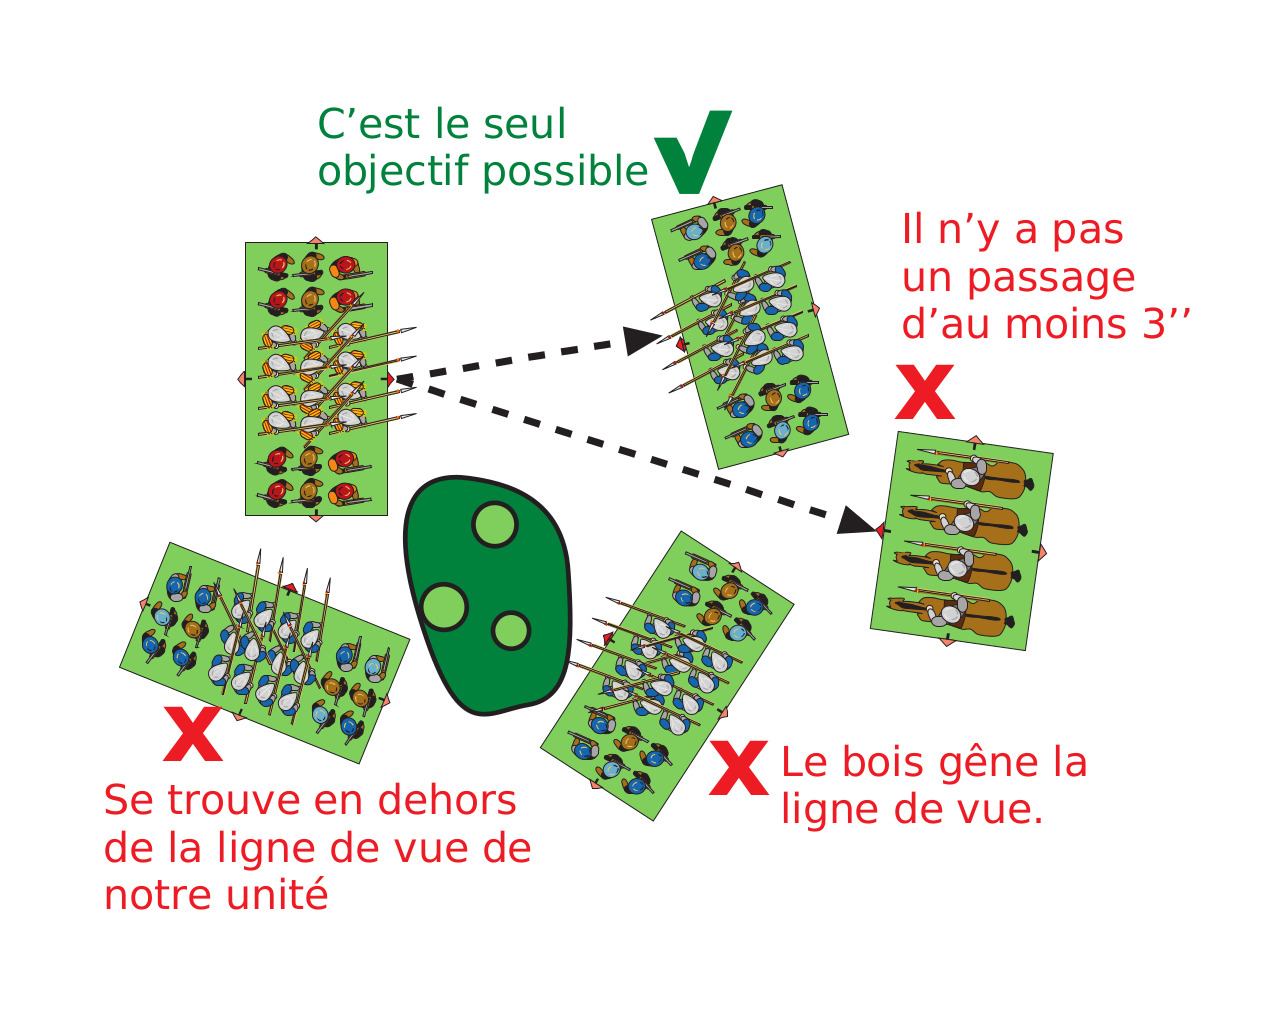 C’est le seul
objectif possible
Il n’y a pas
un passage
d’au moins 3’’
Le bois gêne la
ligne de vue.
Se trouve en dehors
de la ligne de vue de
notre unité